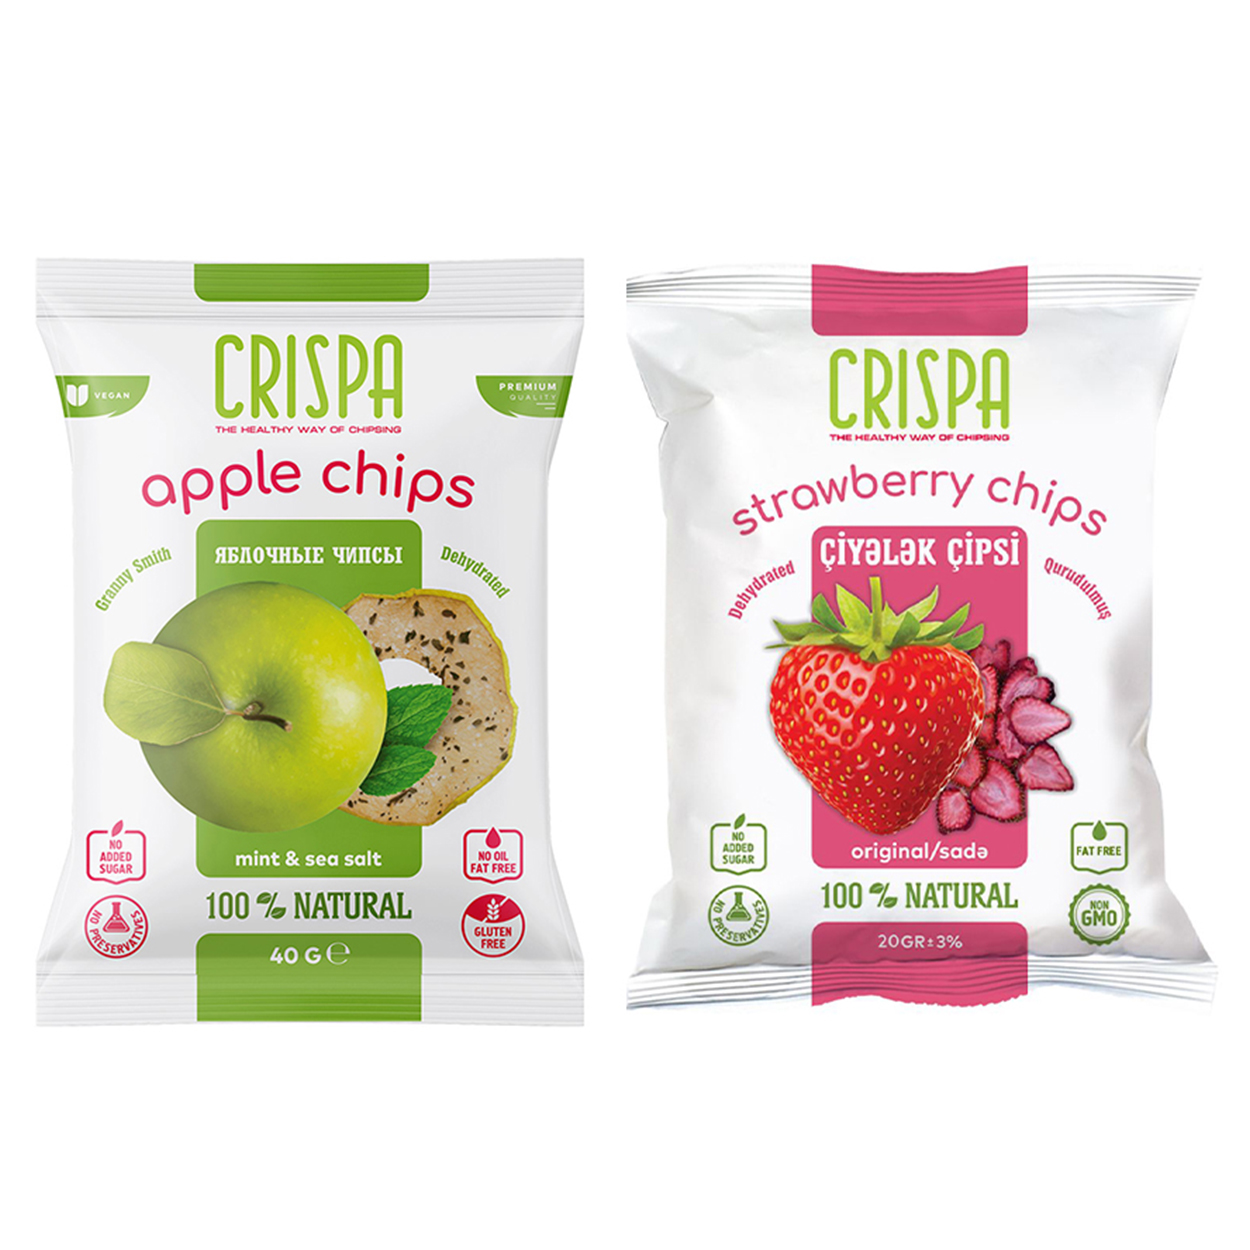 CRISPA
THE HEALTHY WAY OF CHIPSING
VEGAN
PREMIUM
QUALITY
apple chips
ЯБЛОЧНЫЕ ЧИПСЫ
Granny Smith
Dehydrated
mint & sea salt
NO
ADDED
SUGAR
NO OIL
FAT FREE
100 % NATURAL
NO PRESERVATIVES
GLUTEN
FREE
40 G ℮
CRISPA
THE HEALTHY WAY OF CHIPSING
strawberry chips
ÇİYƏLƏK ÇİPSİ
Dehydrated
Qurudulmuş
original/sadə
NO
ADDED
SUGAR
FAT FREE
100 % NATURAL
NO PRESERVATIVES
NON
GMO
20GR±3%